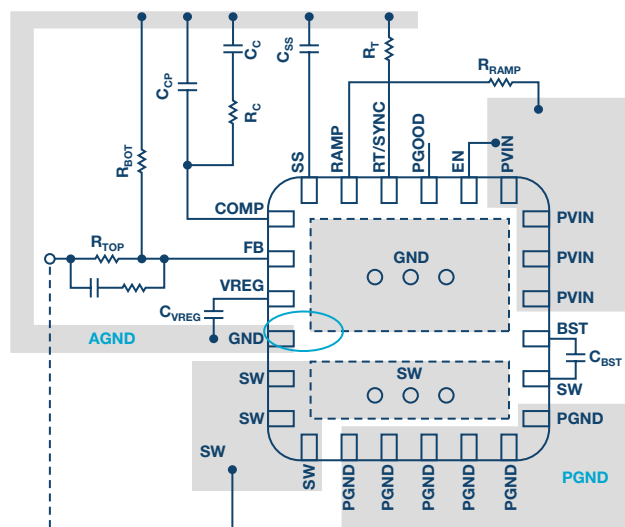 C_CP
C_C
R_C
C_SS
R_T
R_RAMP
R_BOT
SS
RAMP
RT/SYNC
PGOOD
EN
PVIN
COMP
PVIN
R_TOP
FB
GND
PVIN
VREG
PVIN
C_VREG
AGND
GND
BST
C_BST
SW
SW
SW
SW
PGND
SW
SW
PGND
PGND
PGND
PGND
PGND
PGND